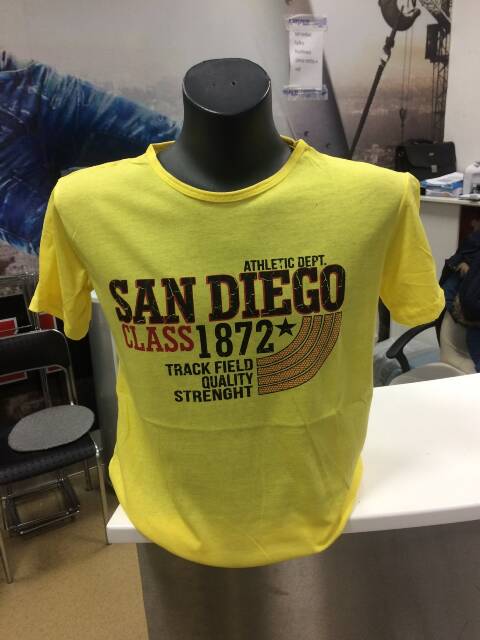 ATHLETIC DEPT.
SAN DIEGO
CLASS 1872
TRACK FIELD
QUALITY
STRENGHT